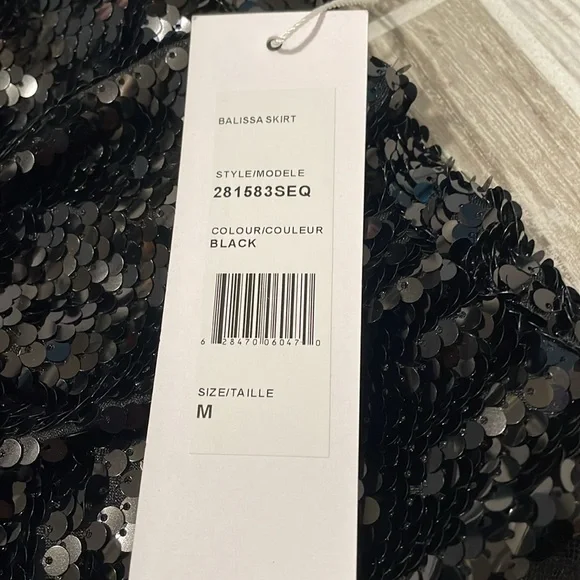 BALISSA SKIRT
STYLE/MODELE
281583SEQ
COLOUR/COULEUR
BLACK
6 28470 06047 0
SIZE/TAILLE
M